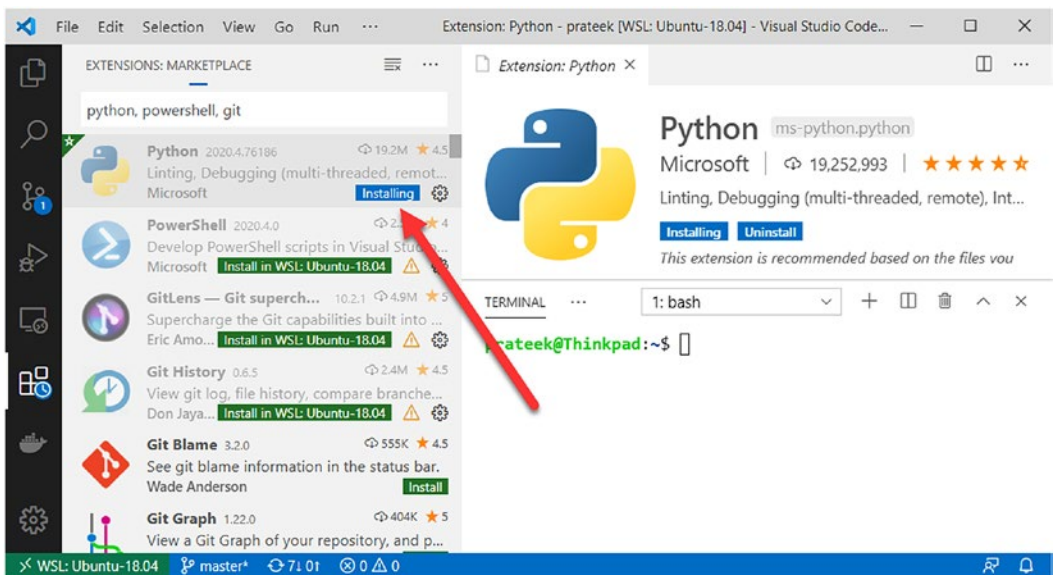 File Edit Selection View Go Run ··· Extension: Python - prateek [WSL: Ubuntu-18.04] - Visual Studio Code...
EXTENSIONS: MARKETPLACE
python, powershell, git
Python 2020.4.76186 19.2M 4.5
Linting, Debugging (multi-threaded, remot...
Microsoft Installing
PowerShell 2020.4.0 4
Develop PowerShell scripts in Visual
Microsoft Install in WSL: Ubuntu-18.04
GitLens — Git superch... 10.2.1 4.9M 5
Supercharge the Git capabilities built into ...
Eric Amo... Install in WSL: Ubuntu-18.04
Git History 0.6.5 2.4M 4.5
View git log, file history, compare branche...
Don Jaya... Install in WSL: Ubuntu-18.04
Git Blame 3.2.0 555K 4.5
See git blame information in the status bar.
Wade Anderson Install
Git Graph 1.22.0 404K 5
View a Git Graph of your repository, and p...
Extension: Python
Python ms-python.python
Microsoft | 19,252,993 |
Linting, Debugging (multi-threaded, remote), Int...
Installing Uninstall
This extension is recommended based on the files you
TERMINAL ··· 1: bash
prateek@Thinkpad:~$
1
WSL: Ubuntu-18.04 master* 7↓ 0↑ 0 0